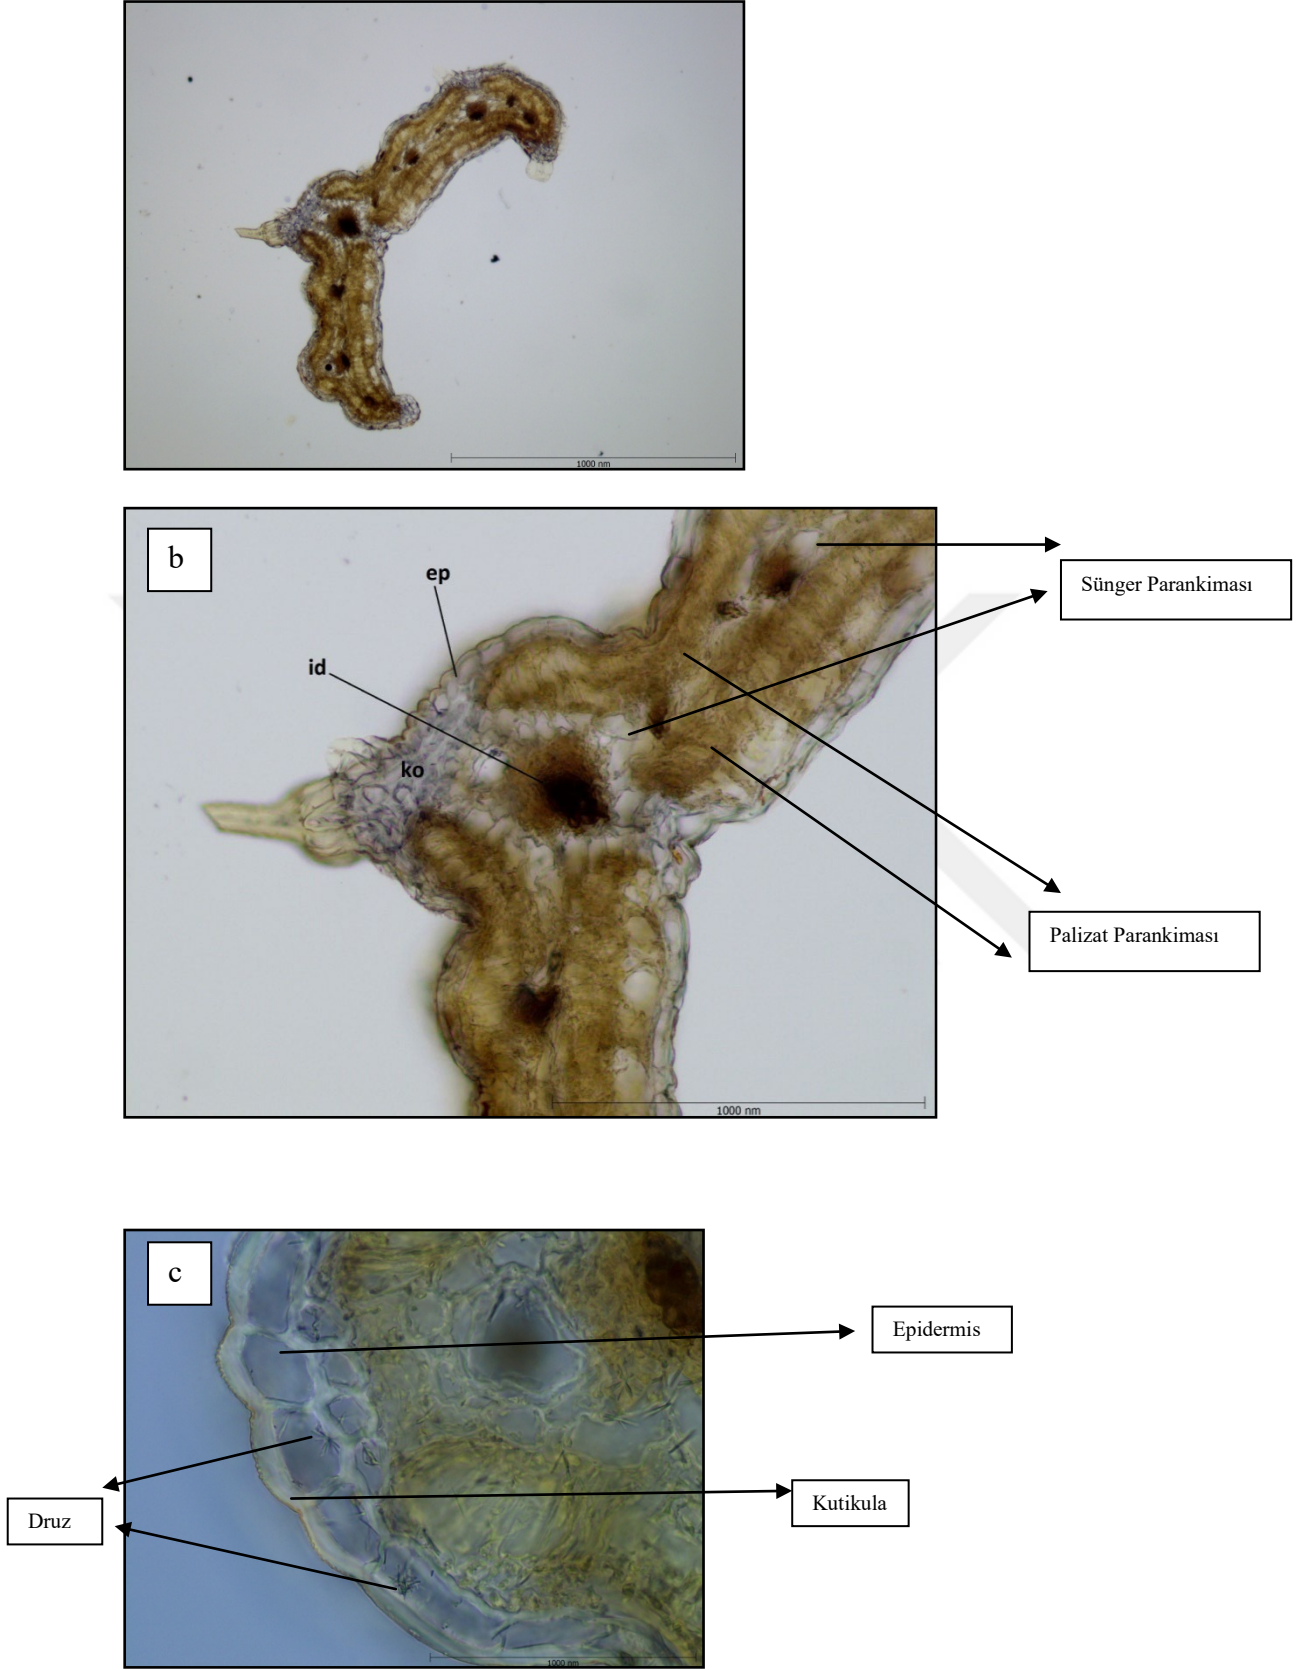 1000 nm
b
ep
id
ko
Sünger Parankiması
Palizat Parankiması
1000 nm
c
Epidermis
Kutikula
Druz
1000 nm